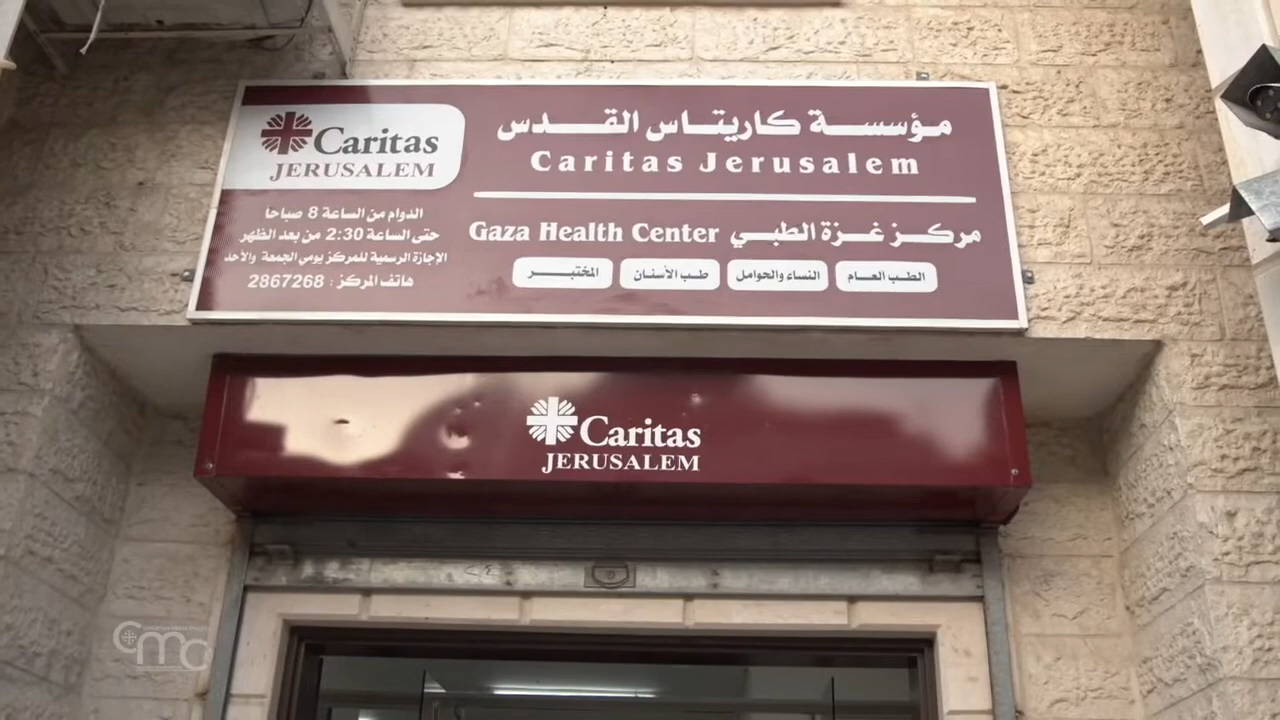 Caritas
JERUSALEM
مؤسسة كاريتاس القدس
Caritas Jerusalem
الدوام من الساعة 8 صباحا
حتى الساعة 2:30 من بعد الظهر
الإجازة الرسمية للمركز يومي الجمعة والأحد
هاتف المركز : 2867268
Gaza Health Center مركز غزة الطبي
الطب العام النساء والحوامل طب الأسنان المختبر
Caritas
JERUSALEM
CMC